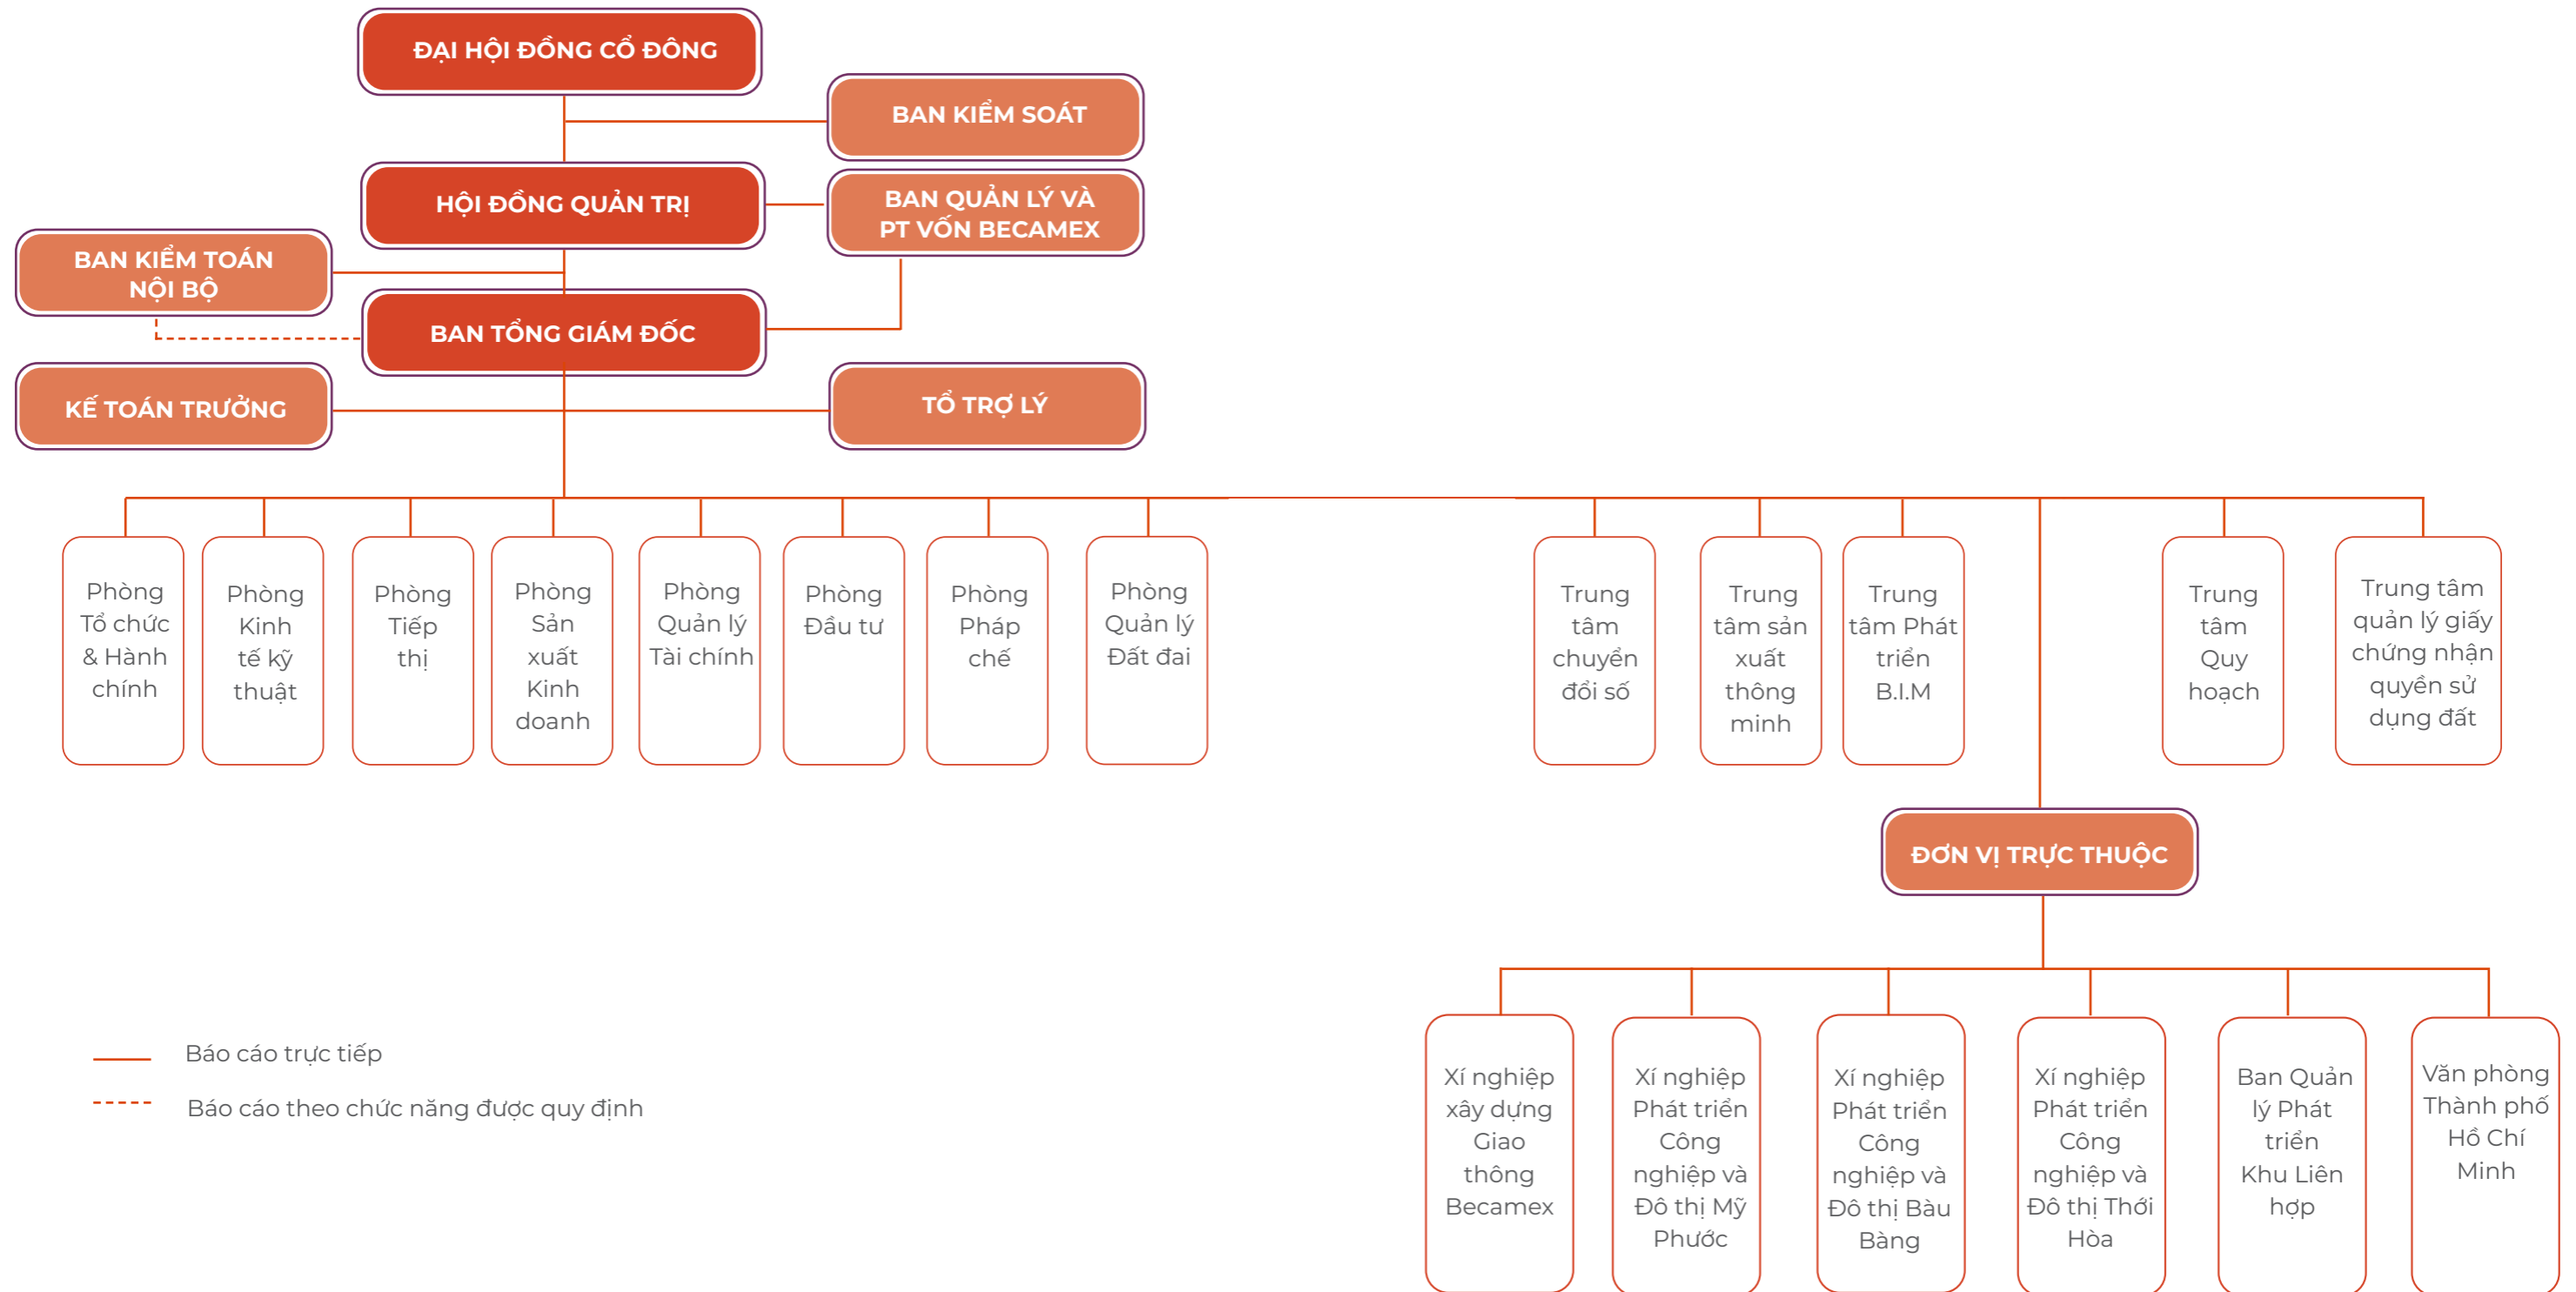 ĐẠI HỘI ĐỒNG CỔ ĐÔNG
BAN KIỂM SOÁT
HỘI ĐỒNG QUẢN TRỊ
BAN QUẢN LÝ VÀ
PT VỐN BECAMEX
BAN KIỂM TOÁN
NỘI BỘ
BAN TỔNG GIÁM ĐỐC
KẾ TOÁN TRƯỞNG
TỔ TRỢ LÝ
Phòng
Tổ chức
& Hành
chính
Phòng
Kinh
tế kỹ
thuật
Phòng
Tiếp
thị
Phòng
Sản
xuất
Kinh
doanh
Phòng
Quản lý
Tài chính
Phòng
Đầu tư
Phòng
Pháp
chế
Phòng
Quản lý
Đất đai
Trung
tâm
chuyển
đổi số
Trung
tâm sản
xuất
thông
minh
Trung
tâm Phát
triển
B.I.M
Trung
tâm
Quy
hoạch
Trung tâm
quản lý giấy
chứng nhận
quyền sử
dụng đất
ĐƠN VỊ TRỰC THUỘC
Xí nghiệp
xây dựng
Giao
thông
Becamex
Xí nghiệp
Phát triển
Công
nghiệp và
Đô thị Mỹ
Phước
Xí nghiệp
Phát triển
Công
nghiệp và
Đô thị Bàu
Bàng
Xí nghiệp
Phát triển
Công
nghiệp và
Đô thị Thới
Hòa
Ban Quản
lý Phát
triển
Khu Liên
hợp
Văn phòng
Thành phố
Hồ Chí
Minh
Báo cáo trực tiếp
Báo cáo theo chức năng được quy định